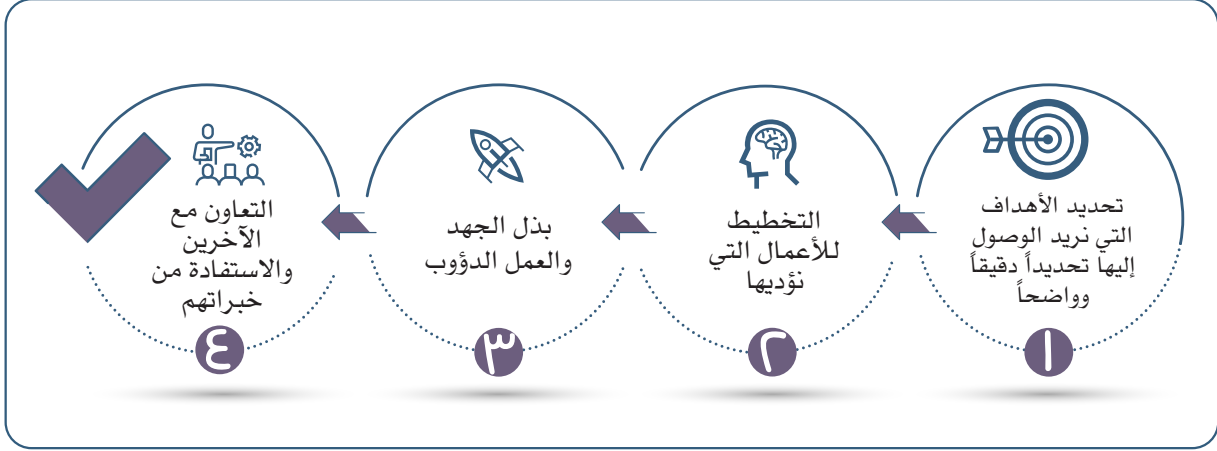 تحديد الأهداف
التي نريد الوصول
إليها تحديداً دقيقاً
وواضحاً
١
التخطيط
للأعمال التي
نؤديها
٢
بذل الجهد
والعمل الدؤوب
٣
التعاون مع
الآخرين
والاستفادة من
خبراتهم
٤